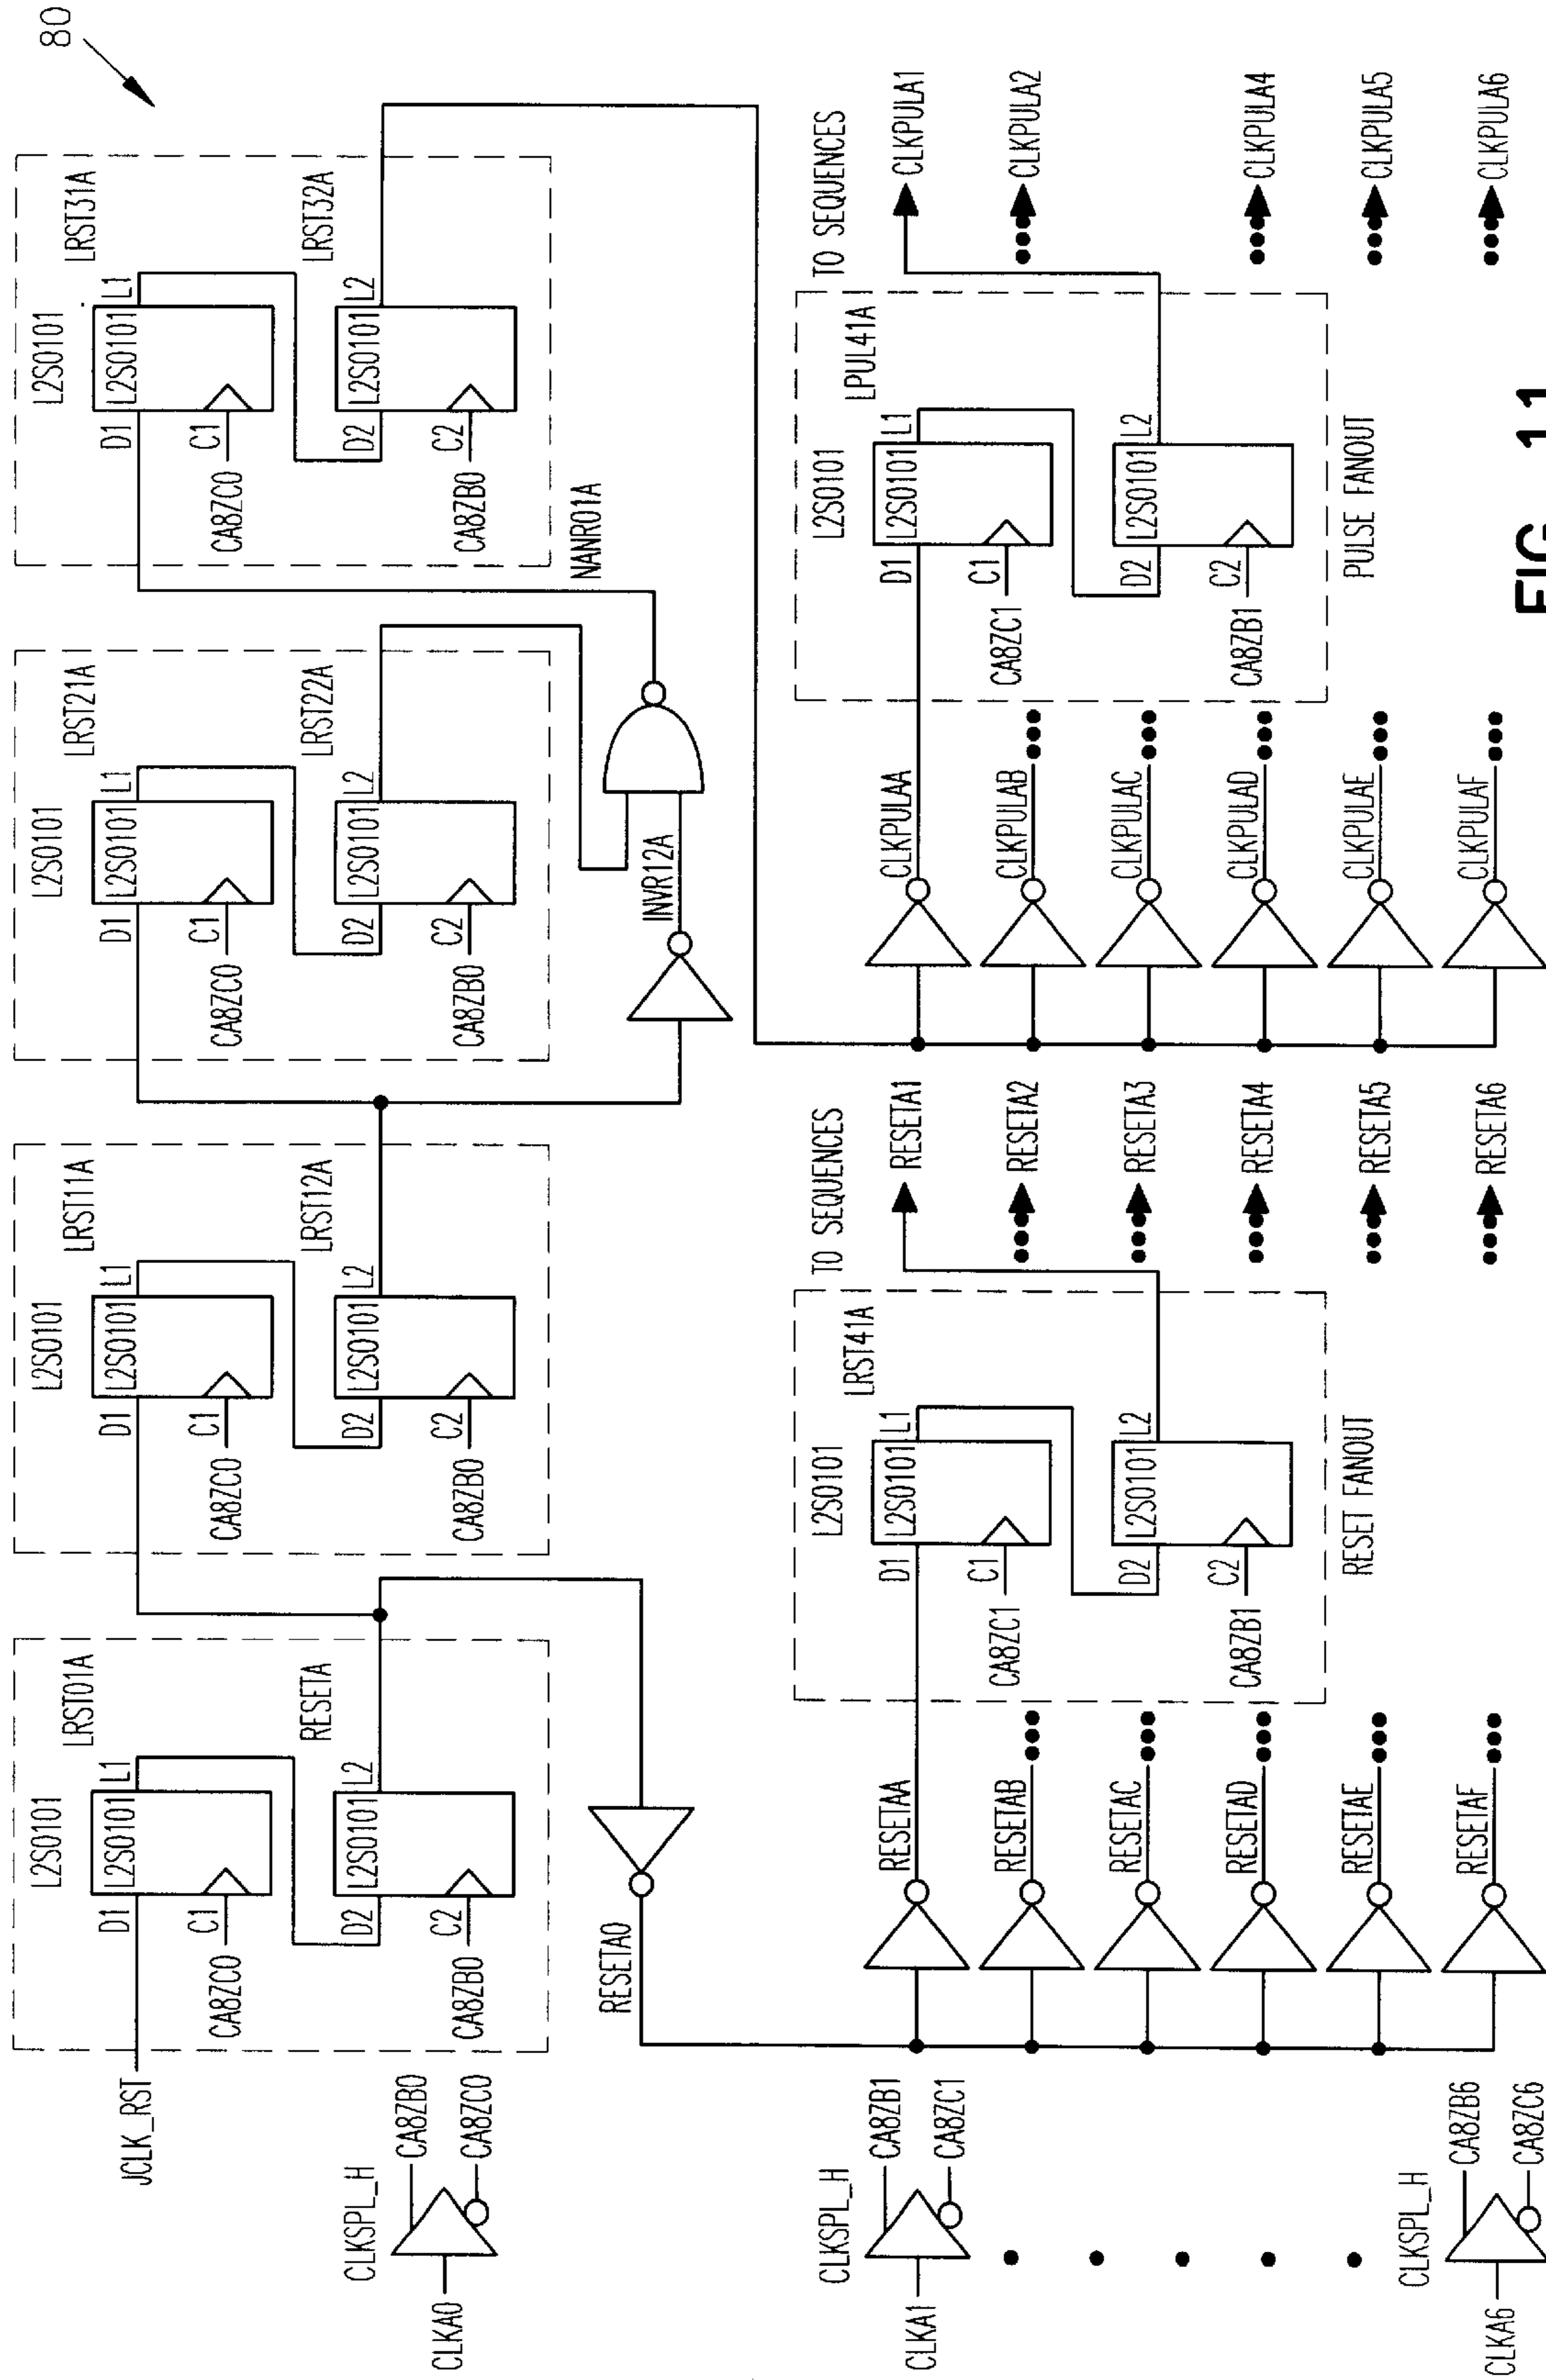 80
L2S0101
LRST01A
D1
L2S0101
L1
JCLK_RST
C1
CA8ZC0
RESETA
D2
L2S0101
L2
C2
CA8ZB0
L2S0101
LRST11A
D1
L2S0101
L1
C1
CA8ZC0
LRST12A
D2
L2S0101
L2
C2
CA8ZB0
L2S0101
LRST21A
D1
L2S0101
L1
C1
CA8ZC0
LRST22A
D2
L2S0101
L2
C2
CA8ZB0
L2S0101
LRST31A
D1
L2S0101
L1
C1
CA8ZC0
LRST32A
D2
L2S0101
L2
C2
CA8ZB0
CLKSPL_H
CLKA0
CA8ZB0
CA8ZC0
RESETA0
INVR12A
NANR01A
CLKSPL_H
CLKA1
CA8ZB1
CA8ZC1
CLKSPL_H
CLKA6
CA8ZB6
CA8ZC6
RESETAA
RESETAB
RESETAC
RESETAD
RESETAE
RESETAF
L2S0101
LRST41A
D1
L2S0101
L1
C1
CA8ZC1
D2
L2S0101
L2
C2
CA8ZB1
RESET FANOUT
TO SEQUENCES
RESETA1
RESETA2
RESETA3
RESETA4
RESETA5
RESETA6
CLKPULAA
CLKPULAB
CLKPULAC
CLKPULAD
CLKPULAE
CLKPULAF
L2S0101
LPUL41A
D1
L2S0101
L1
C1
CA8ZC1
D2
L2S0101
L2
C2
CA8ZB1
PULSE FANOUT
TO SEQUENCES
CLKPULA1
CLKPULA2
CLKPULA4
CLKPULA5
CLKPULA6
FIG. 11